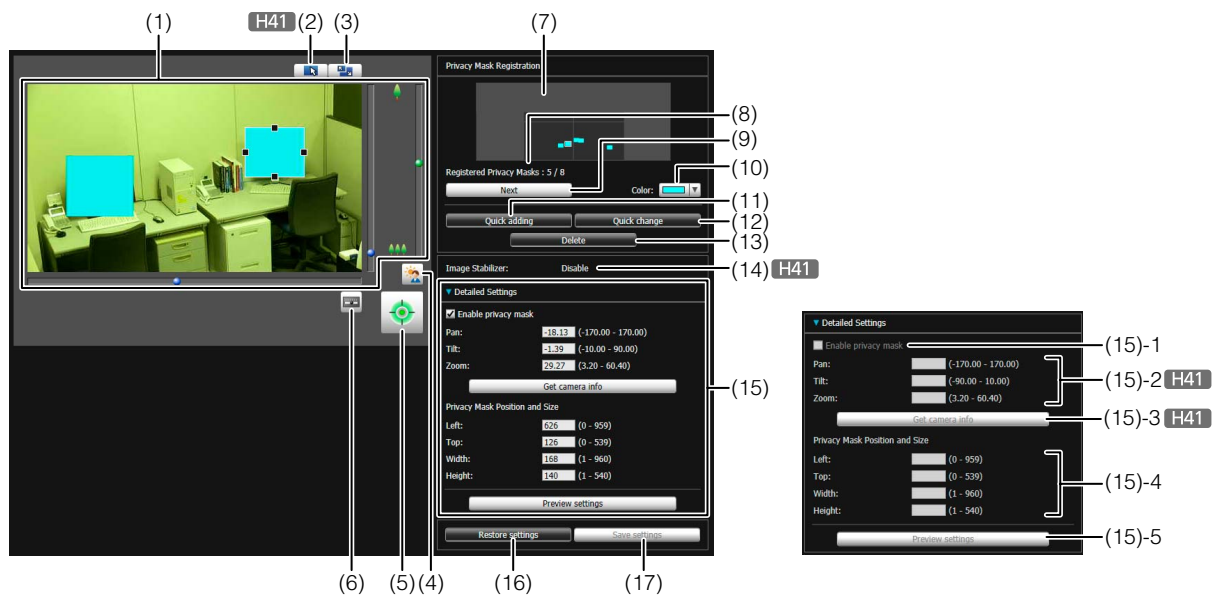 (1)
H41 (2)
(3)
(7)
Privacy Mask Registration
(8)
(9)
Registered Privacy Masks : 5 / 8
(10)
Next
Color:
(11)
Quick adding
Quick change
(12)
Delete
(13)
Image Stabilizer:
Disable
(14) H41
Detailed Settings
Enable privacy mask
Pan: -18.13 (-170.00 - 170.00)
Tilt: -1.39 (-10.00 - 90.00)
Zoom: 29.27 (3.20 - 60.40)
Get camera info
(15)
Privacy Mask Position and Size
Left: 626 (0 - 959)
Top: 126 (0 - 539)
Width: 168 (1 - 960)
Height: 140 (1 - 540)
Preview settings
Restore settings
Save settings
(6)
(5)
(4)
(16)
(17)
Detailed Settings
Enable privacy mask
(15)-1
Pan: (-170.00 - 170.00)
Tilt: (-90.00 - 10.00)
(15)-2 H41
Zoom: (3.20 - 60.40)
Get camera info
(15)-3 H41
Privacy Mask Position and Size
Left: (0 - 959)
Top: (0 - 539)
(15)-4
Width: (1 - 960)
Height: (1 - 540)
Preview settings
(15)-5